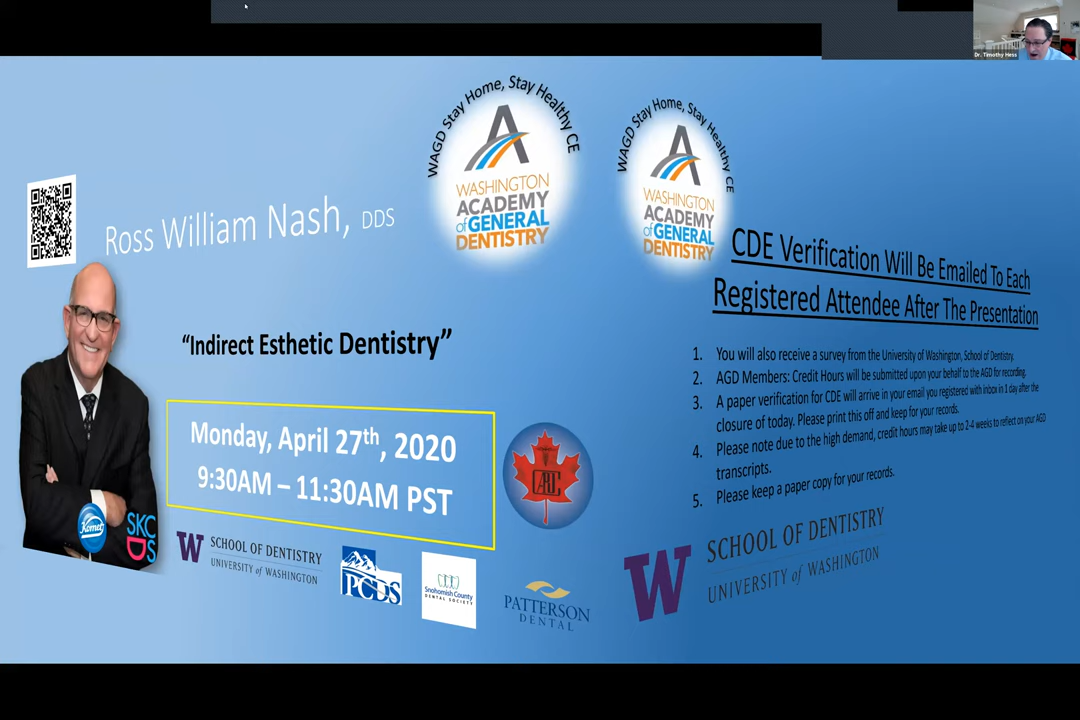 Dr. Timothy Hess
WAGD Stay Home, Stay Healthy CE
WASHINGTON
ACADEMY
of GENERAL
DENTISTRY
Ross William Nash, DDS
"Indirect Esthetic Dentistry"
Monday, April 27th, 2020
9:30AM – 11:30AM PST
Komet
SKC
DS
W SCHOOL OF DENTISTRY
UNIVERSITY of WASHINGTON
PCDS
Snohomish County
DENTAL SOCIETY
PATTERSON
DENTAL
WAGD Stay Home, Stay Healthy CE
WASHINGTON
ACADEMY
of GENERAL
DENTISTRY
CDE Verification Will Be Emailed To Each
Registered Attendee After The Presentation
1. You will also receive a survey from the University of Washington, School of Dentistry.
2. AGD Members: Credit Hours will be submitted upon your behalf to the AGD for recording.
3. A paper verification for CDE will arrive in your email you registered with inbox in 1 day after the
closure of today. Please print this off and keep for your records.
4. Please note due to the high demand, credit hours may take up to 2-4 weeks to reflect on your AGD
transcripts.
5. Please keep a paper copy for your records.
W SCHOOL OF DENTISTRY
UNIVERSITY of WASHINGTON